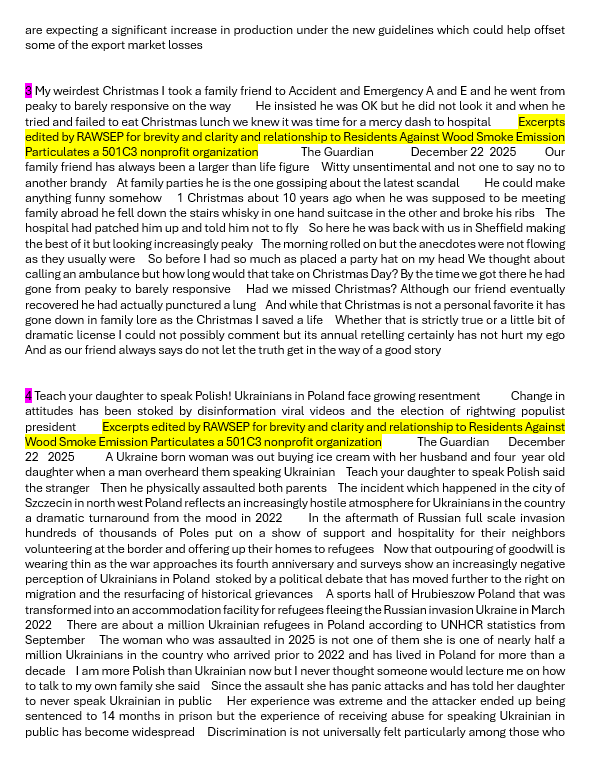 are expecting a significant increase in production under the new guidelines which could help offset
some of the export market losses
3 My weirdest Christmas I took a family friend to Accident and Emergency A and E and he went from
peaky to barely responsive on the way He insisted he was OK but he did not look it and when he
tried and failed to eat Christmas lunch we knew it was time for a mercy dash to hospital Excerpts
edited by RAWSEP for brevity and clarity and relationship to Residents Against Wood Smoke Emission
Particulates a 501C3 nonprofit organization The Guardian December 22 2025 Our
family friend has always been a larger than life figure Witty unsentimental and not one to say no to
another brandy At family parties he is the one gossiping about the latest scandal He could make
anything funny somehow 1 Christmas about 10 years ago when he was supposed to be meeting
family abroad he fell down the stairs whisky in one hand suitcase in the other and broke his ribs The
hospital had patched him up and told him not to fly So here he was back with us in Sheffield making
the best of it but looking increasingly peaky The morning rolled on but the anecdotes were not flowing
as they usually were So before I had so much as placed a party hat on my head We thought about
calling an ambulance but how long would that take on Christmas Day? By the time we got there he had
gone from peaky to barely responsive Had we missed Christmas? Although our friend eventually
recovered he had actually punctured a lung And while that Christmas is not a personal favorite it has
gone down in family lore as the Christmas I saved a life Whether that is strictly true or a little bit of
dramatic license I could not possibly comment but its annual retelling certainly has not hurt my ego
And as our friend always says do not let the truth get in the way of a good story
4 Teach your daughter to speak Polish! Ukrainians in Poland face growing resentment Change in
attitudes has been stoked by disinformation viral videos and the election of rightwing populist
president Excerpts edited by RAWSEP for brevity and clarity and relationship to Residents Against
Wood Smoke Emission Particulates a 501C3 nonprofit organization The Guardian December
22 2025 A Ukraine born woman was out buying ice cream with her husband and four year old
daughter when a man overheard them speaking Ukrainian Teach your daughter to speak Polish said
the stranger Then he physically assaulted both parents The incident which happened in the city of
Szczecin in north west Poland reflects an increasingly hostile atmosphere for Ukrainians in the country
a dramatic turnaround from the mood in 2022 In the aftermath of Russian full scale invasion
hundreds of thousands of Poles put on a show of support and hospitality for their neighbors
volunteering at the border and offering up their homes to refugees Now that outpouring of goodwill is
wearing thin as the war approaches its fourth anniversary and surveys show an increasingly negative
perception of Ukrainians in Poland stoked by a political debate that has moved further to the right on
migration and the resurfacing of historical grievances A sports hall of Hrubieszow Poland that was
transformed into an accommodation facility for refugees fleeing the Russian invasion Ukraine in March
2022 There are about a million Ukrainian refugees in Poland according to UNHCR statistics from
September The woman who was assaulted in 2025 is not one of them she is one of nearly half a
million Ukrainians in the country who arrived prior to 2022 and has lived in Poland for more than a
decade I am more Polish than Ukrainian now but I never thought someone would lecture me on how
to talk to my own family she said Since the assault she has panic attacks and has told her daughter
to never speak Ukrainian in public Her experience was extreme and the attacker ended up being
sentenced to 14 months in prison but the experience of receiving abuse for speaking Ukrainian in
public has become widespread Discrimination is not universally felt particularly among those who